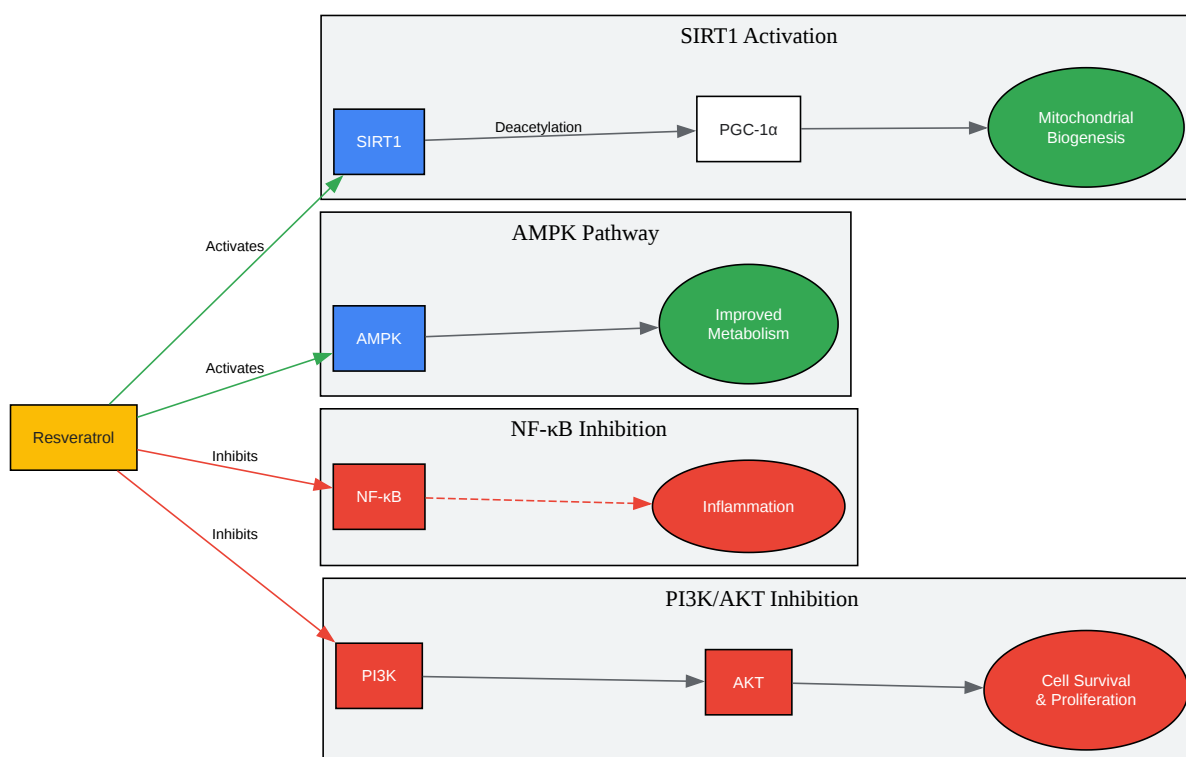 SIRT1 Activation
SIRT1
Deacetylation
PGC-1α
Mitochondrial
Biogenesis
Activates
AMPK Pathway
AMPK
Improved
Metabolism
Activates
Resveratrol
NF-κB Inhibition
Inhibits
NF-κB
Inflammation
Inhibits
PI3K/AKT Inhibition
PI3K
AKT
Cell Survival
& Proliferation